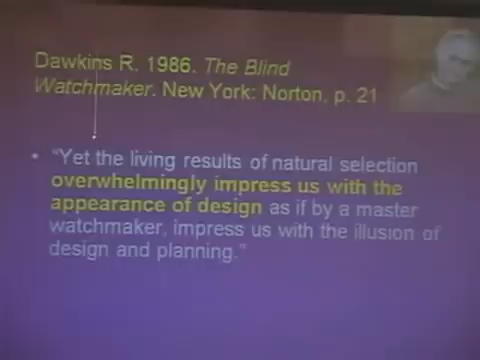 Dawkins R. 1986. The Blind
Watchmaker. New York: Norton, p. 21
• "Yet the living results of natural selection
overwhelmingly impress us with the
appearance of design as if by a master
watchmaker, impress us with the illusion of
design and planning."